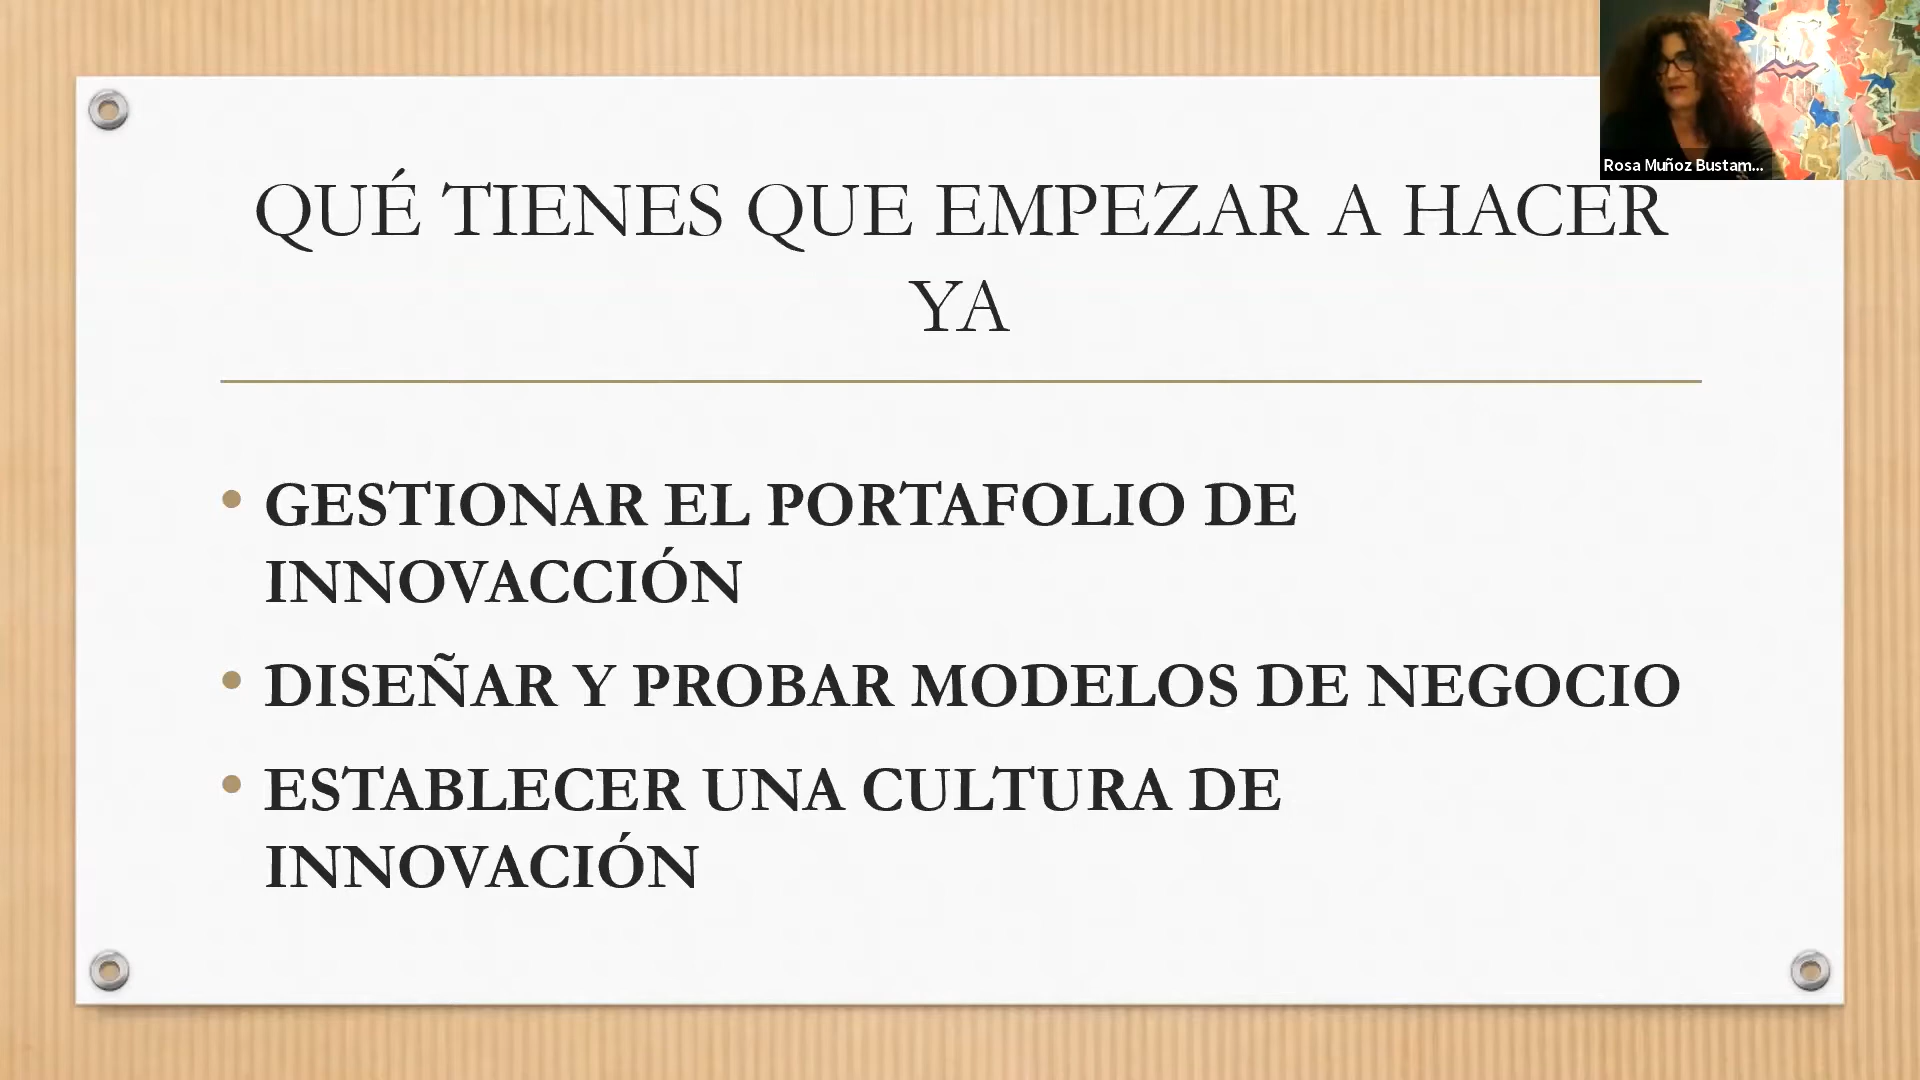 Rosa Muñoz Bustam...
QUÉ TIENES QUE EMPEZAR A HACER
YA
• GESTIONAR EL PORTAFOLIO DE
INNOVACCIÓN
• DISEÑAR Y PROBAR MODELOS DE NEGOCIO
• ESTABLECER UNA CULTURA DE
INNOVACIÓN